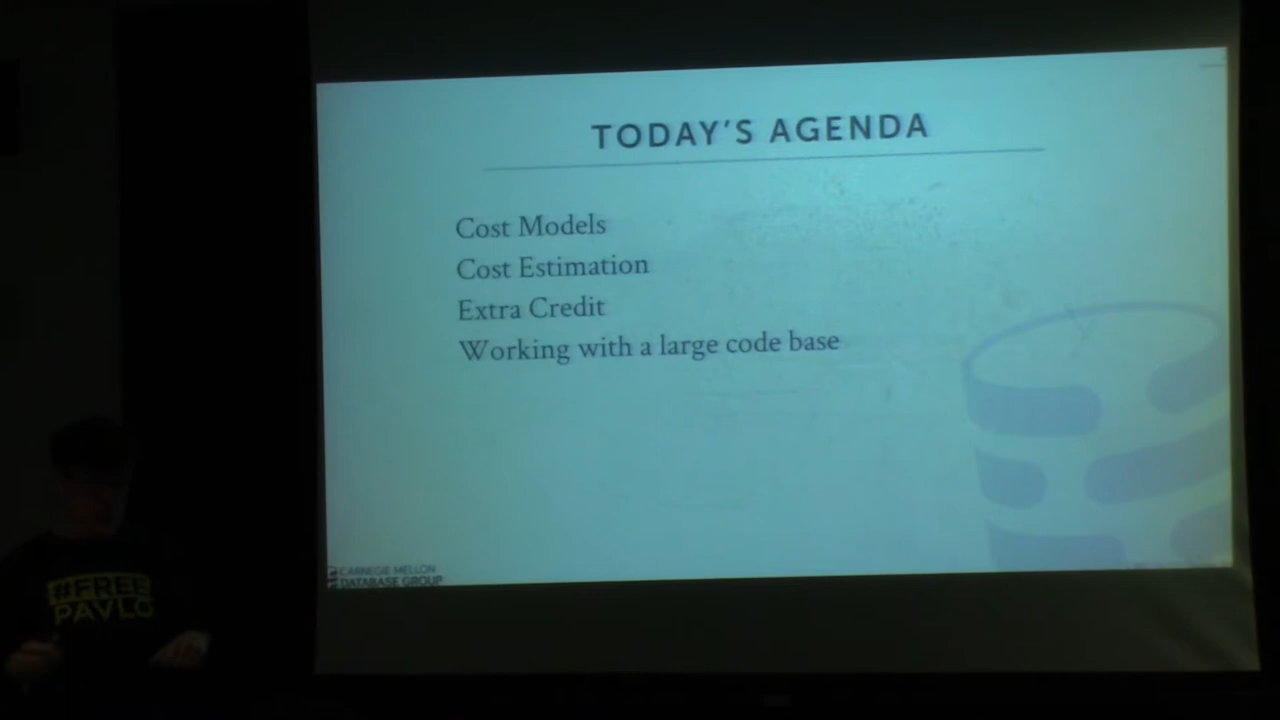 TODAY'S AGENDA
Cost Models
Cost Estimation
Extra Credit
Working with a large code base
CARNEGIE MELLON
DATABASE GROUP
#FREE
PAVLO